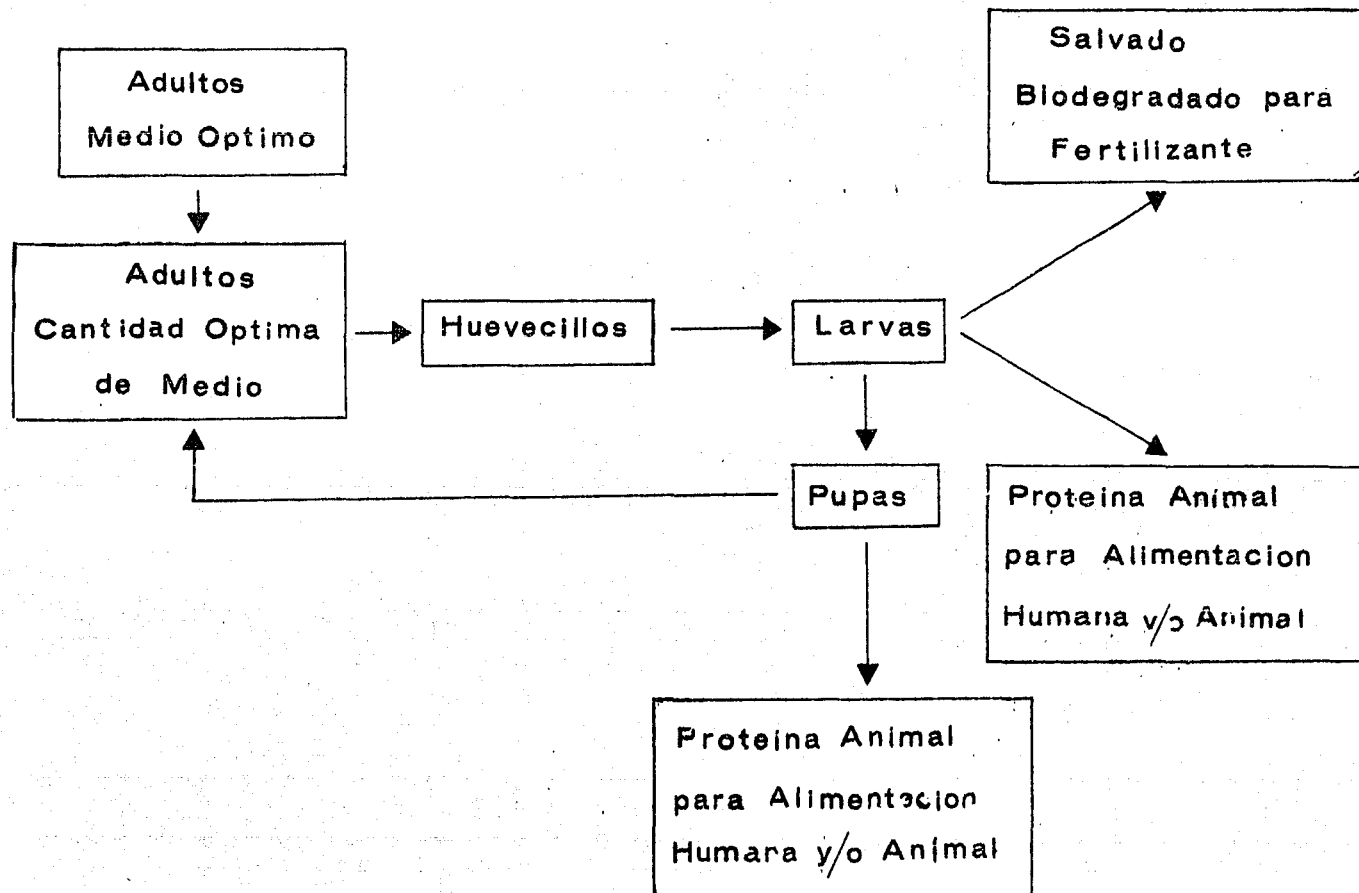 Adultos
Medio Optimo
Salvado
Biodegradado para
Fertilizante
Adultos
Cantidad Optima
de Medio
Huevecillos
Larvas
Pupas
Proteina Animal
para Alimentacion
Humana y/o Animal
Proteina Animal
para Alimentacion
Humara y/o Animal